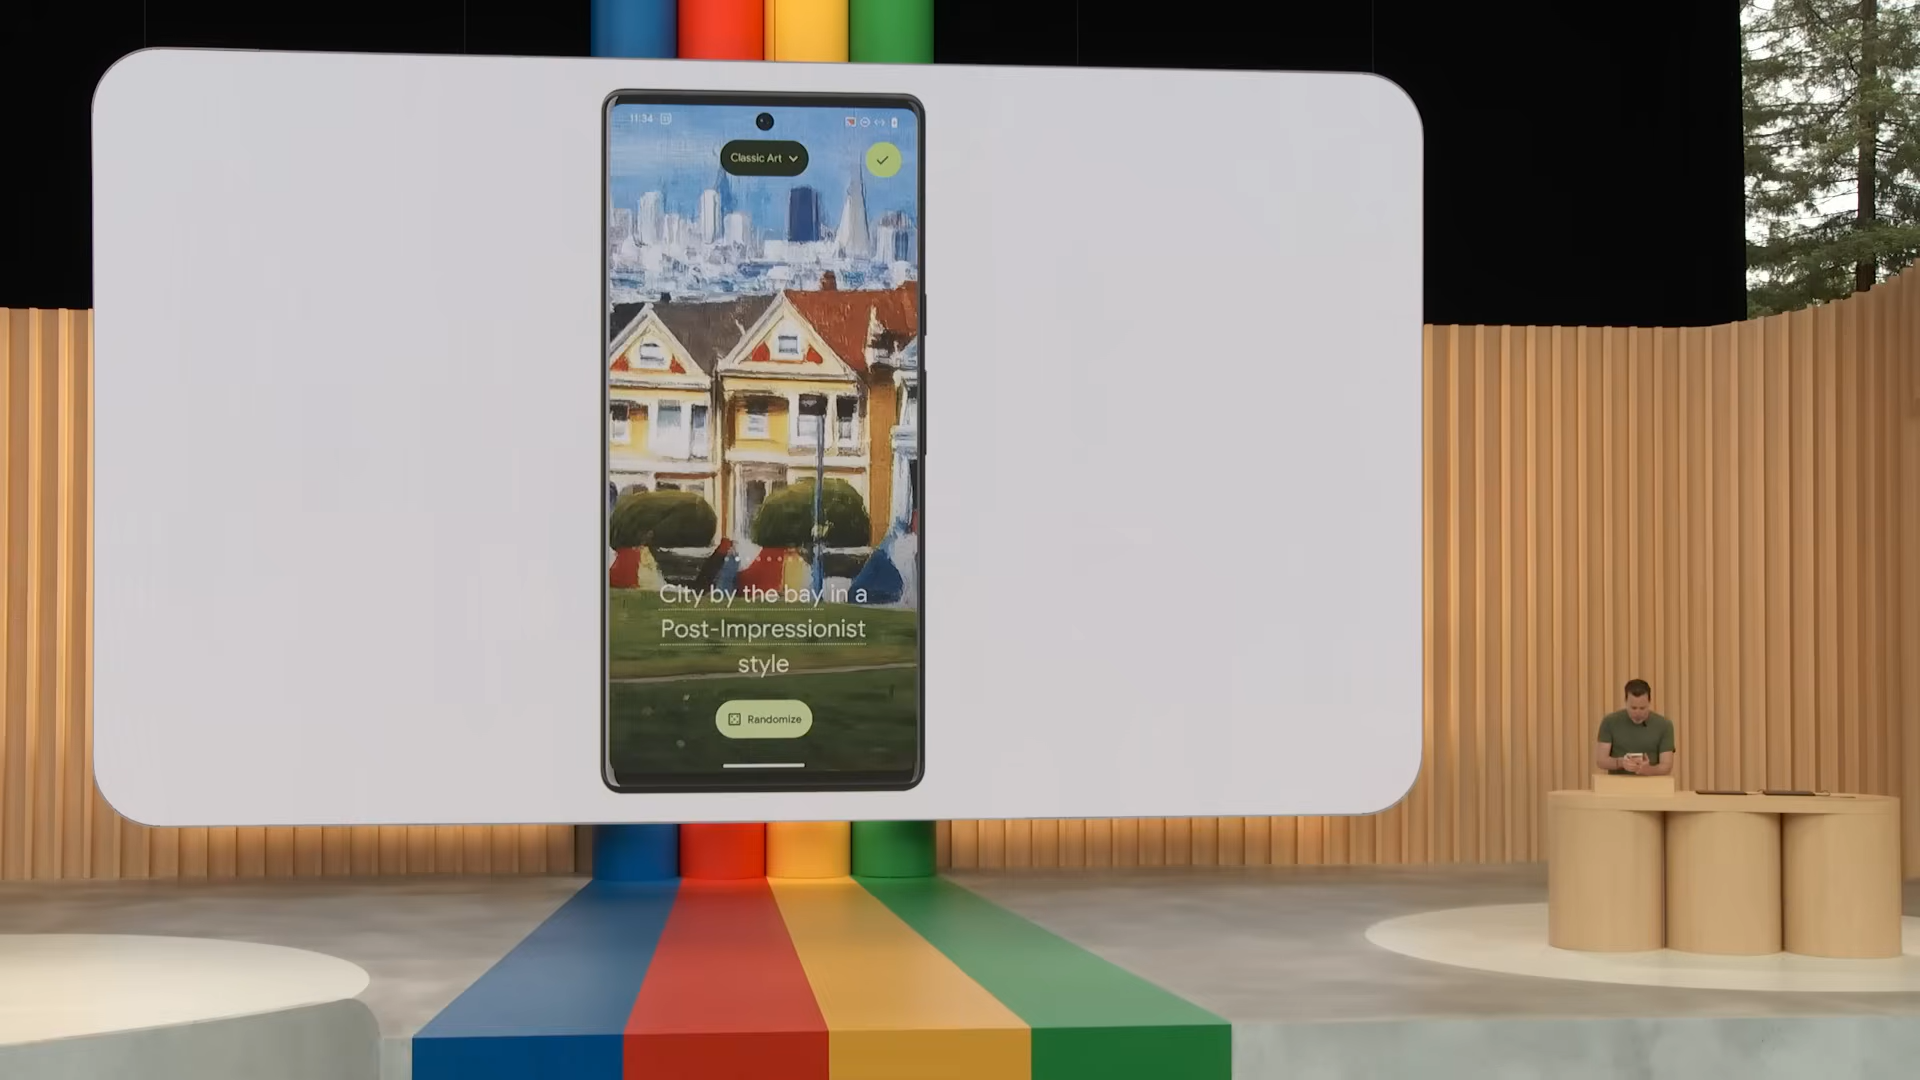 11:34
Classic Art
City by the bay in a
Post-Impressionist
style
Randomize